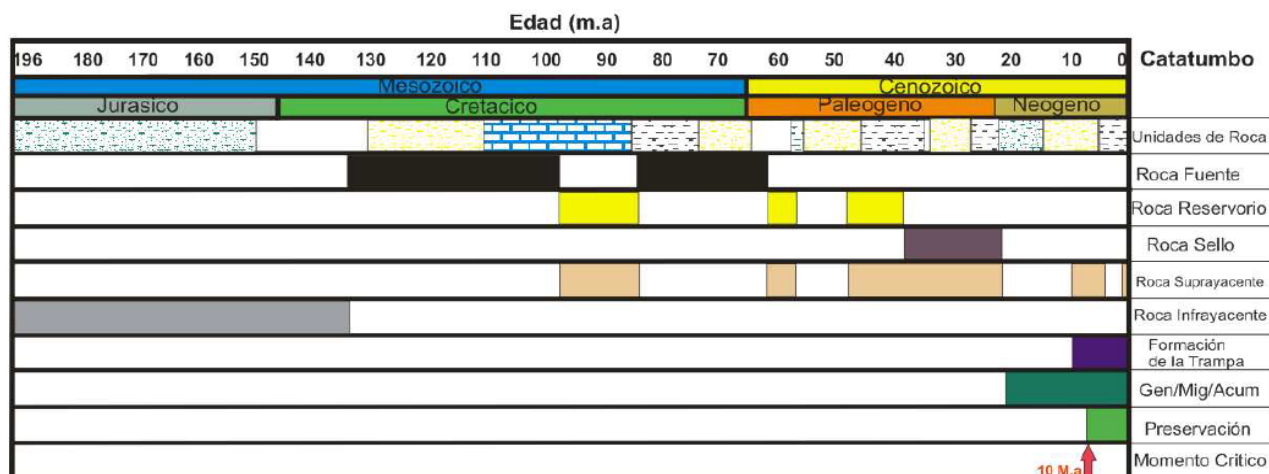 Edad (m.a)
196 180 170 160 150 140 130 120 110 100 90 80 70 60 50 40 30 20 10 0 Catatumbo
Mesozoico Cenozoico
Jurasico Cretacico Paleogeno Neogeno
Unidades de Roca
Roca Fuente
Roca Reservorio
Roca Sello
Roca Suprayacente
Roca Infrayacente
Formación
de la Trampa
Gen/Mig/Acum
Preservación
10 M.a Momento Critico